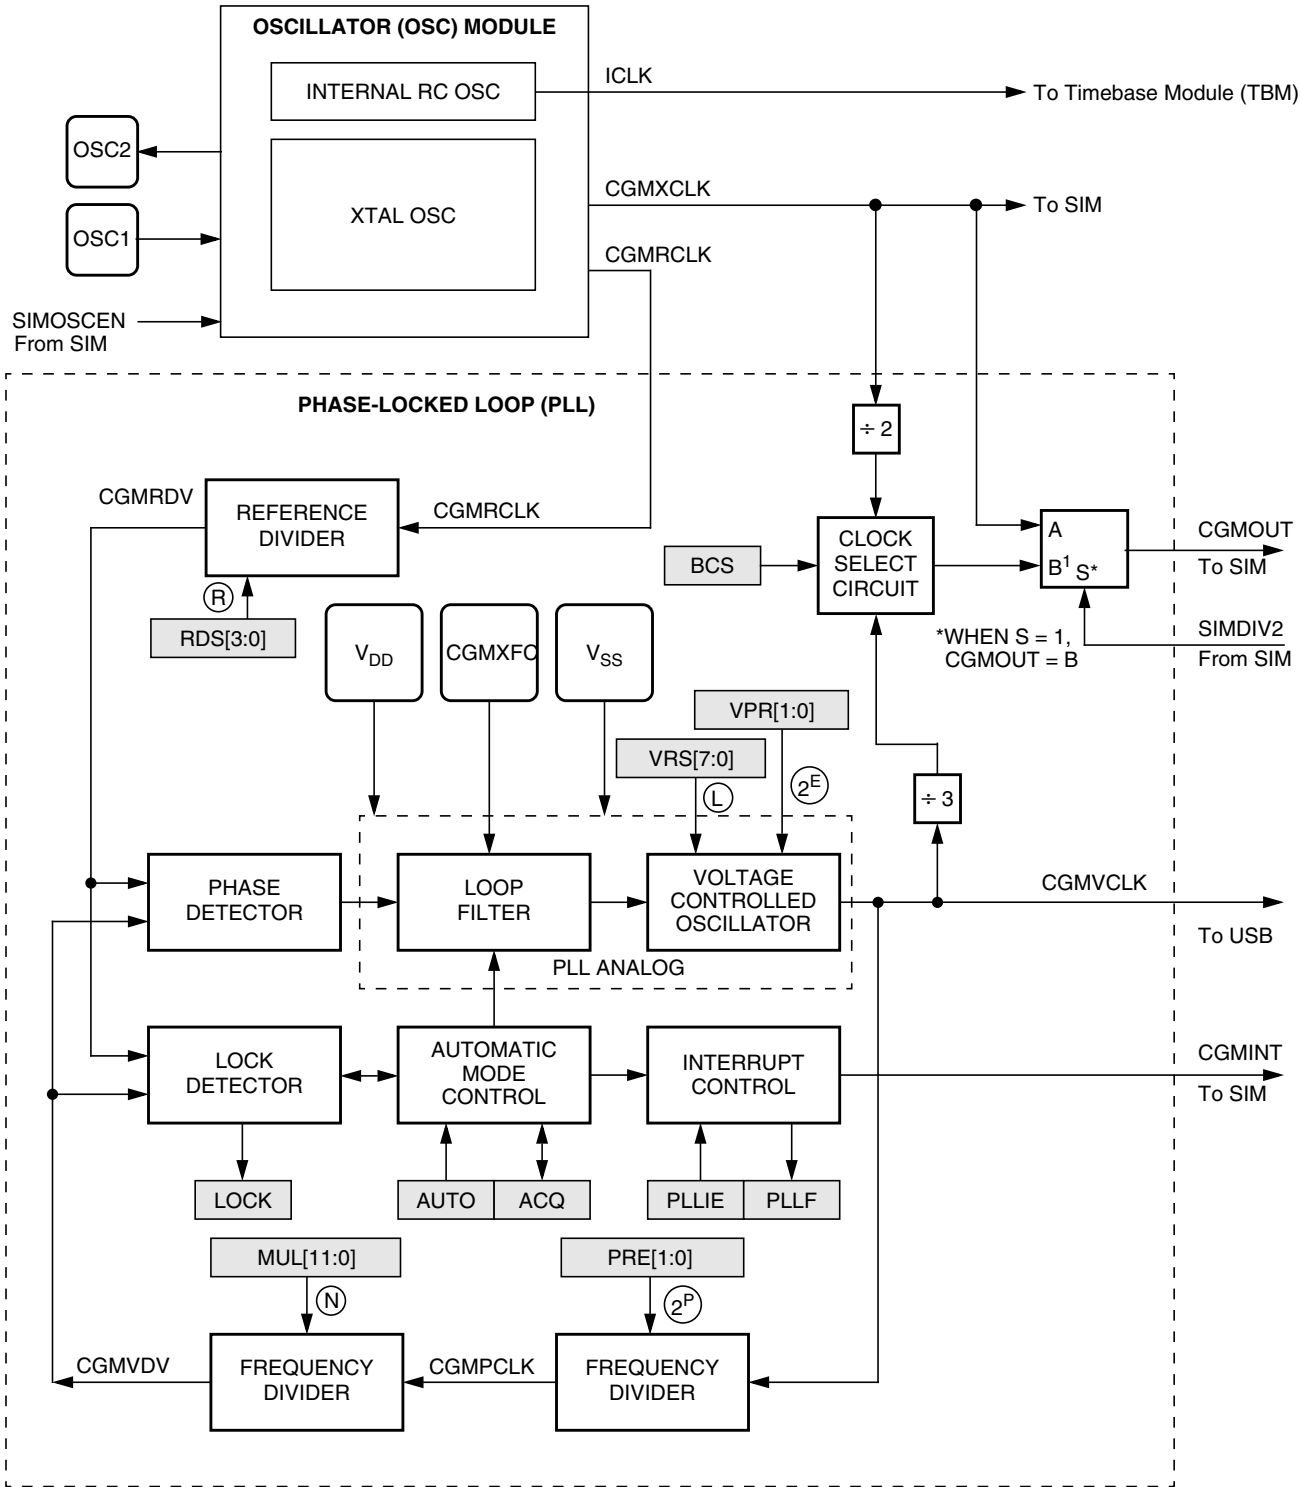 OSCILLATOR (OSC) MODULE
INTERNAL RC OSC
ICLK
To Timebase Module (TBM)
OSC2
XTAL OSC
CGMXCLK
To SIM
OSC1
CGMRCLK
SIMOSCEN
From SIM
PHASE-LOCKED LOOP (PLL)
÷ 2
CGMRDV
REFERENCE
DIVIDER
CGMRCLK
CLOCK
SELECT
CIRCUIT
BCS
A
B1 S*
CGMOUT
To SIM
R
RDS[3:0]
*WHEN S = 1,
CGMOUT = B
SIMDIV2
From SIM
VDD
CGMXFC
VSS
VPR[1:0]
VRS[7:0]
L
2E
÷ 3
PHASE
DETECTOR
LOOP
FILTER
VOLTAGE
CONTROLLED
OSCILLATOR
CGMVCLK
To USB
PLL ANALOG
LOCK
DETECTOR
AUTOMATIC
MODE
CONTROL
INTERRUPT
CONTROL
CGMINT
To SIM
LOCK
AUTO
ACQ
PLLIE
PLLF
MUL[11:0]
PRE[1:0]
N
2P
CGMVDV
FREQUENCY
DIVIDER
CGMPCLK
FREQUENCY
DIVIDER